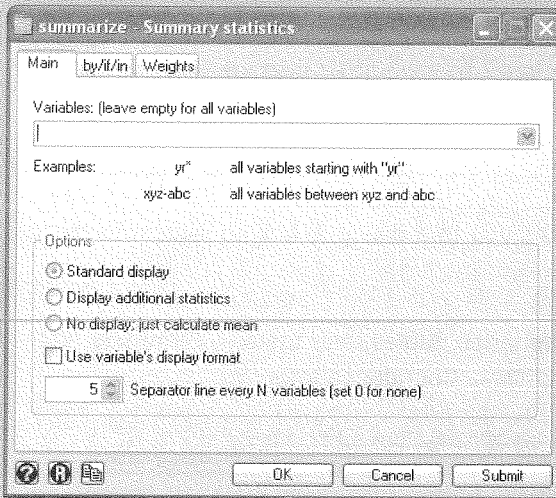 summarize - Summary statistics
Main by/if/in Weights
Variables: (leave empty for all variables)
Examples: yr* all variables starting with "yr"
xyz-abc all variables between xyz and abc
Options
Standard display
Display additional statistics
No display; just calculate mean
Use variable's display format
5 Separator line every N variables (set 0 for none)
? R OK Cancel Submit